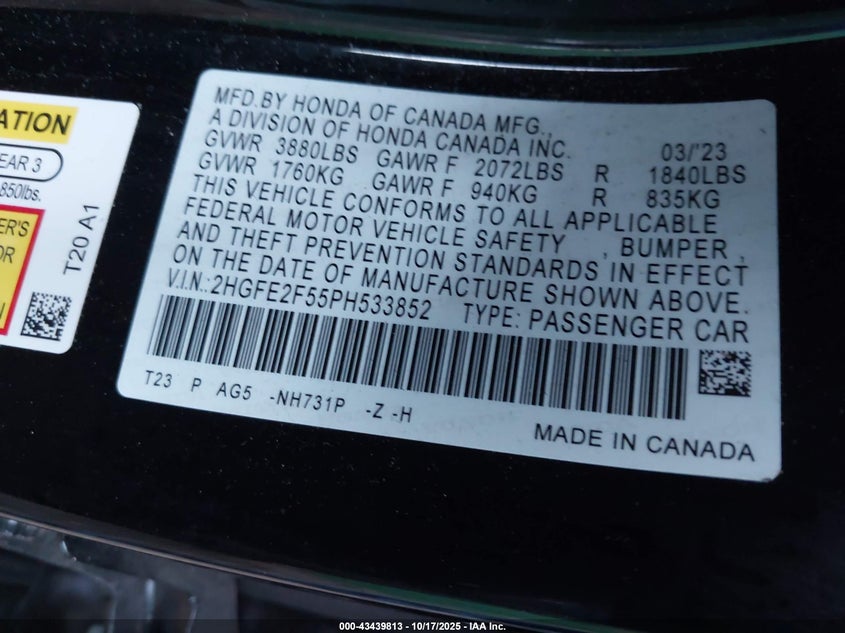 ATION
EAR 3
850lbs.
ER'S
OR
E
N
T20 A1
MFD.BY HONDA OF CANADA MFG.,
A DIVISION OF HONDA CANADA INC. 03/'23
GVWR 3880LBS GAWR F 2072LBS R 1840LBS
GVWR 1760KG GAWR F 940KG R 835KG
THIS VEHICLE CONFORMS TO ALL APPLICABLE
FEDERAL MOTOR VEHICLE SAFETY , BUMPER ,
AND THEFT PREVENTION STANDARDS IN EFFECT
ON THE DATE OF MANUFACTURE SHOWN ABOVE.
V.I.N.:2HGFE2F55PH533852 TYPE: PASSENGER CAR
T23 P AG5 -NH731P -Z -H
MADE IN CANADA
000-43439813 - 10/17/2025 - IAA Inc.